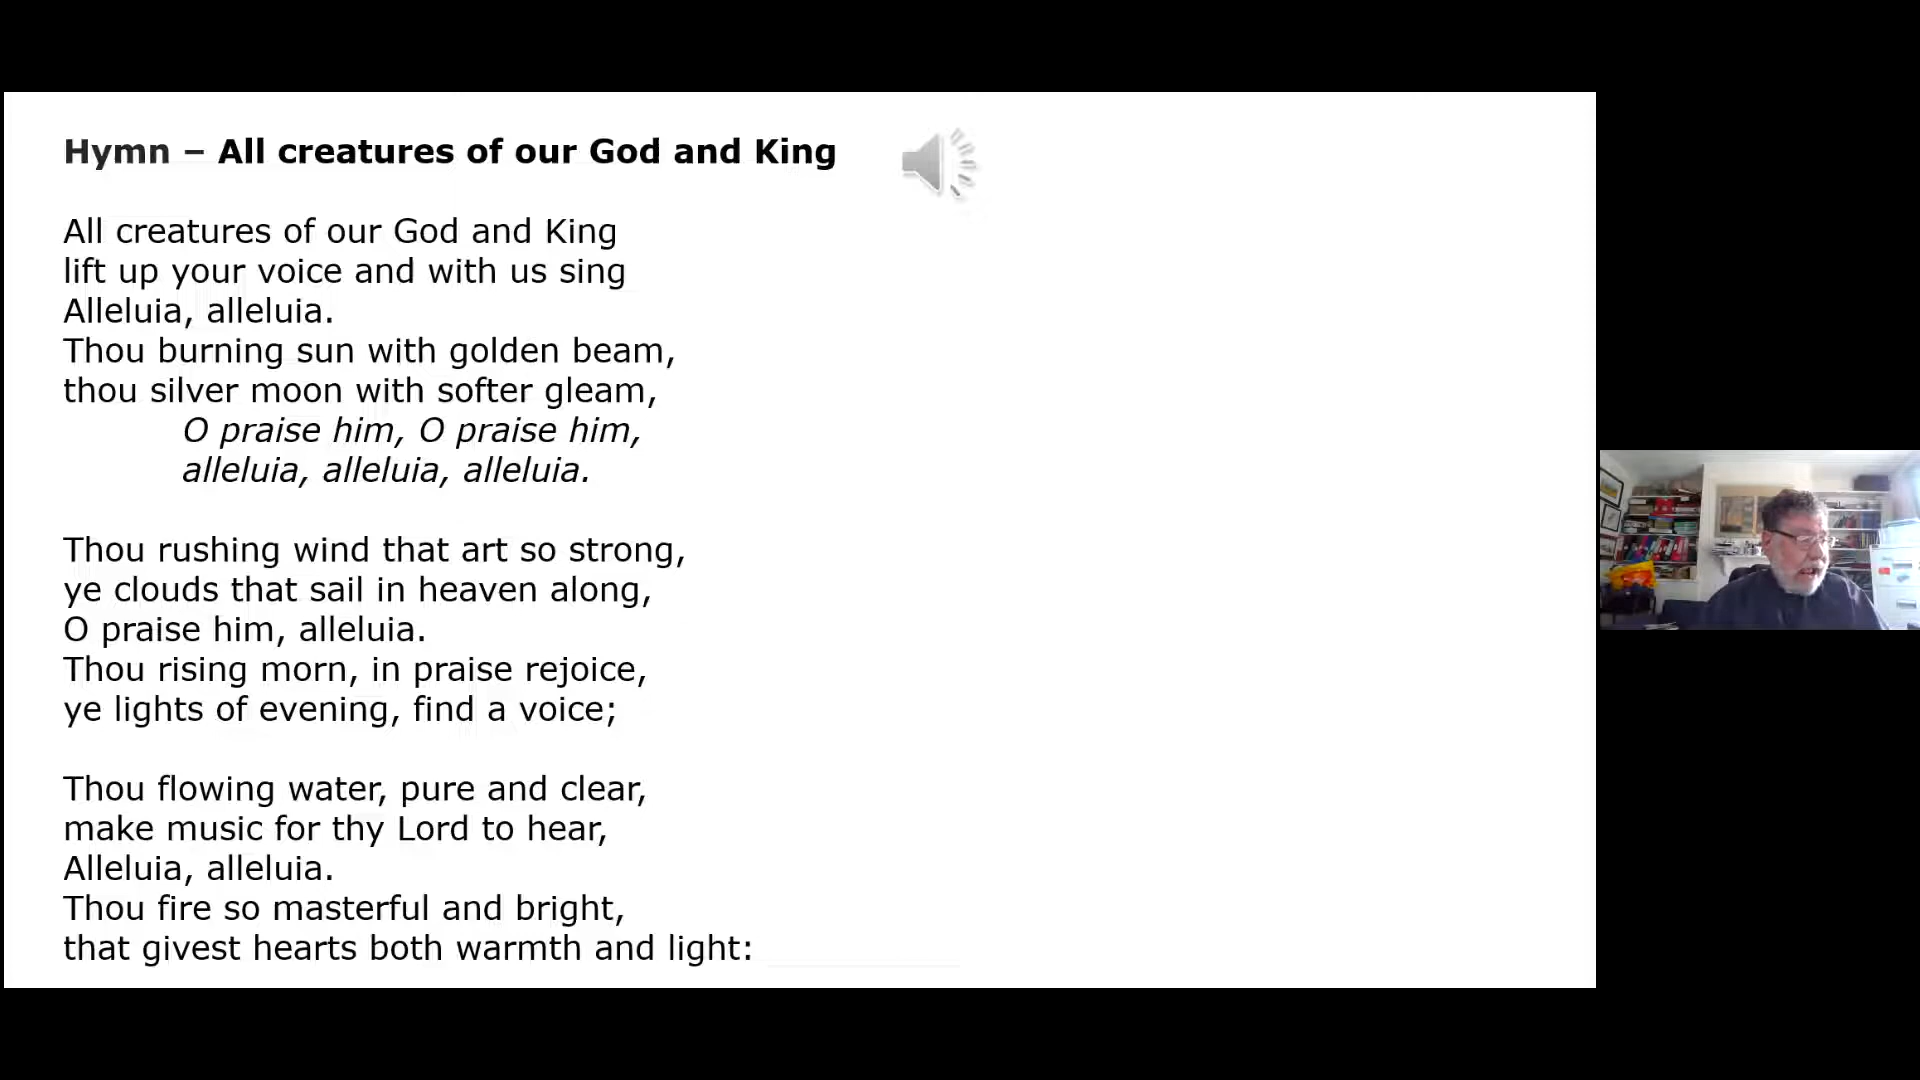 Hymn – All creatures of our God and King
All creatures of our God and King
lift up your voice and with us sing
Alleluia, alleluia.
Thou burning sun with golden beam,
thou silver moon with softer gleam,
O praise him, O praise him,
alleluia, alleluia, alleluia.
Thou rushing wind that art so strong,
ye clouds that sail in heaven along,
O praise him, alleluia.
Thou rising morn, in praise rejoice,
ye lights of evening, find a voice;
Thou flowing water, pure and clear,
make music for thy Lord to hear,
Alleluia, alleluia.
Thou fire so masterful and bright,
that givest hearts both warmth and light: